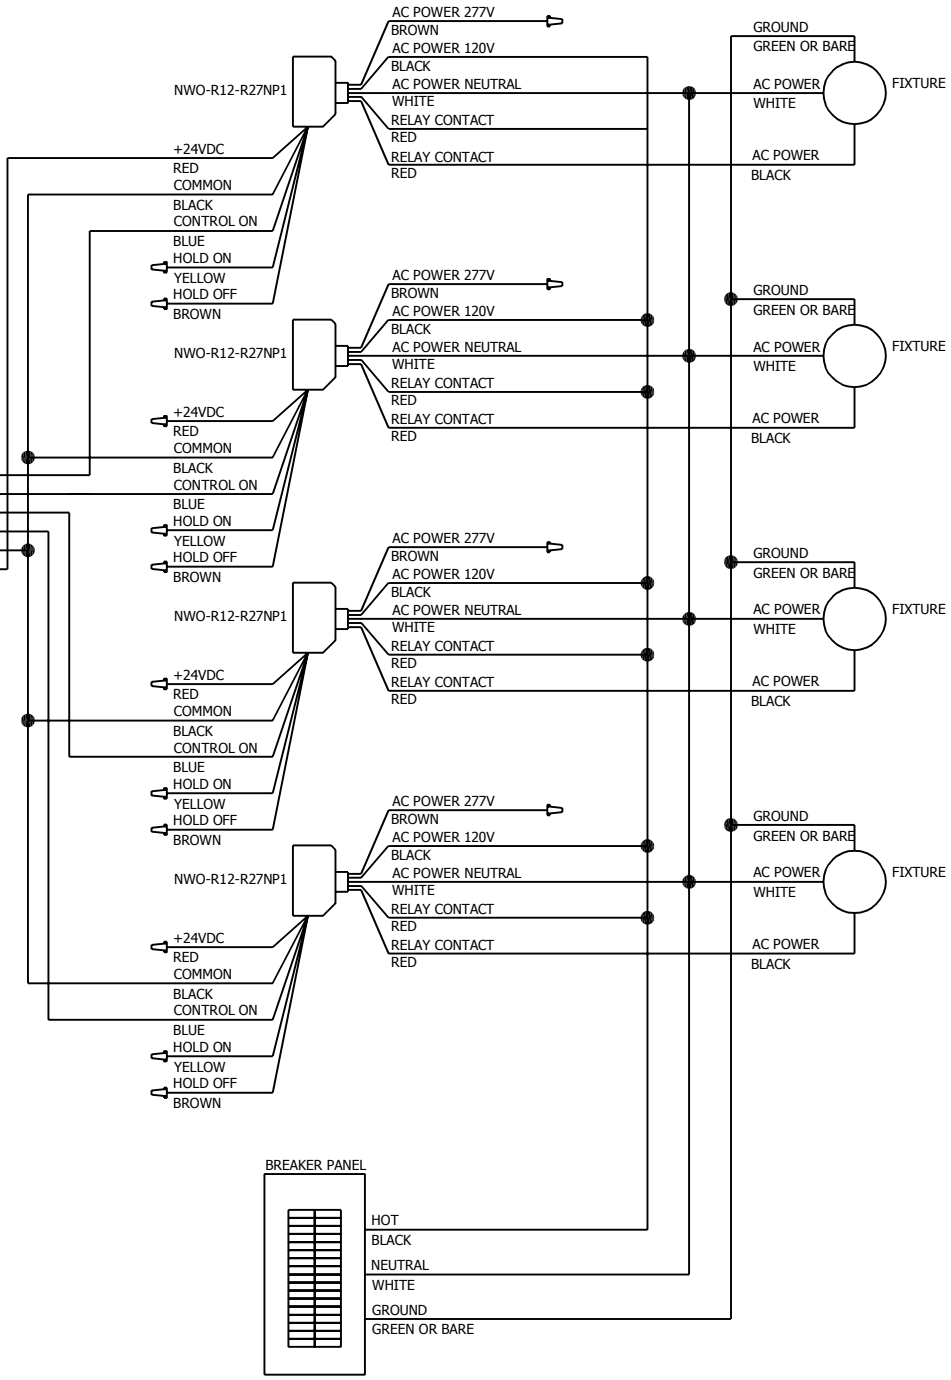 AC POWER 277V
BROWN
AC POWER 120V
BLACK
AC POWER NEUTRAL
WHITE
RELAY CONTACT
RED
RELAY CONTACT
RED
NWO-R12-R27NP1
+24VDC
RED
COMMON
BLACK
CONTROL ON
BLUE
HOLD ON
YELLOW
HOLD OFF
BROWN
GROUND
GREEN OR BARE
AC POWER
WHITE
FIXTURE
AC POWER
BLACK
AC POWER 277V
BROWN
AC POWER 120V
BLACK
AC POWER NEUTRAL
WHITE
RELAY CONTACT
RED
RELAY CONTACT
RED
NWO-R12-R27NP1
+24VDC
RED
COMMON
BLACK
CONTROL ON
BLUE
HOLD ON
YELLOW
HOLD OFF
BROWN
GROUND
GREEN OR BARE
AC POWER
WHITE
FIXTURE
AC POWER
BLACK
AC POWER 277V
BROWN
AC POWER 120V
BLACK
AC POWER NEUTRAL
WHITE
RELAY CONTACT
RED
RELAY CONTACT
RED
NWO-R12-R27NP1
+24VDC
RED
COMMON
BLACK
CONTROL ON
BLUE
HOLD ON
YELLOW
HOLD OFF
BROWN
GROUND
GREEN OR BARE
AC POWER
WHITE
FIXTURE
AC POWER
BLACK
AC POWER 277V
BROWN
AC POWER 120V
BLACK
AC POWER NEUTRAL
WHITE
RELAY CONTACT
RED
RELAY CONTACT
RED
NWO-R12-R27NP1
+24VDC
RED
COMMON
BLACK
CONTROL ON
BLUE
HOLD ON
YELLOW
HOLD OFF
BROWN
GROUND
GREEN OR BARE
AC POWER
WHITE
FIXTURE
AC POWER
BLACK
BREAKER PANEL
HOT
BLACK
NEUTRAL
WHITE
GROUND
GREEN OR BARE